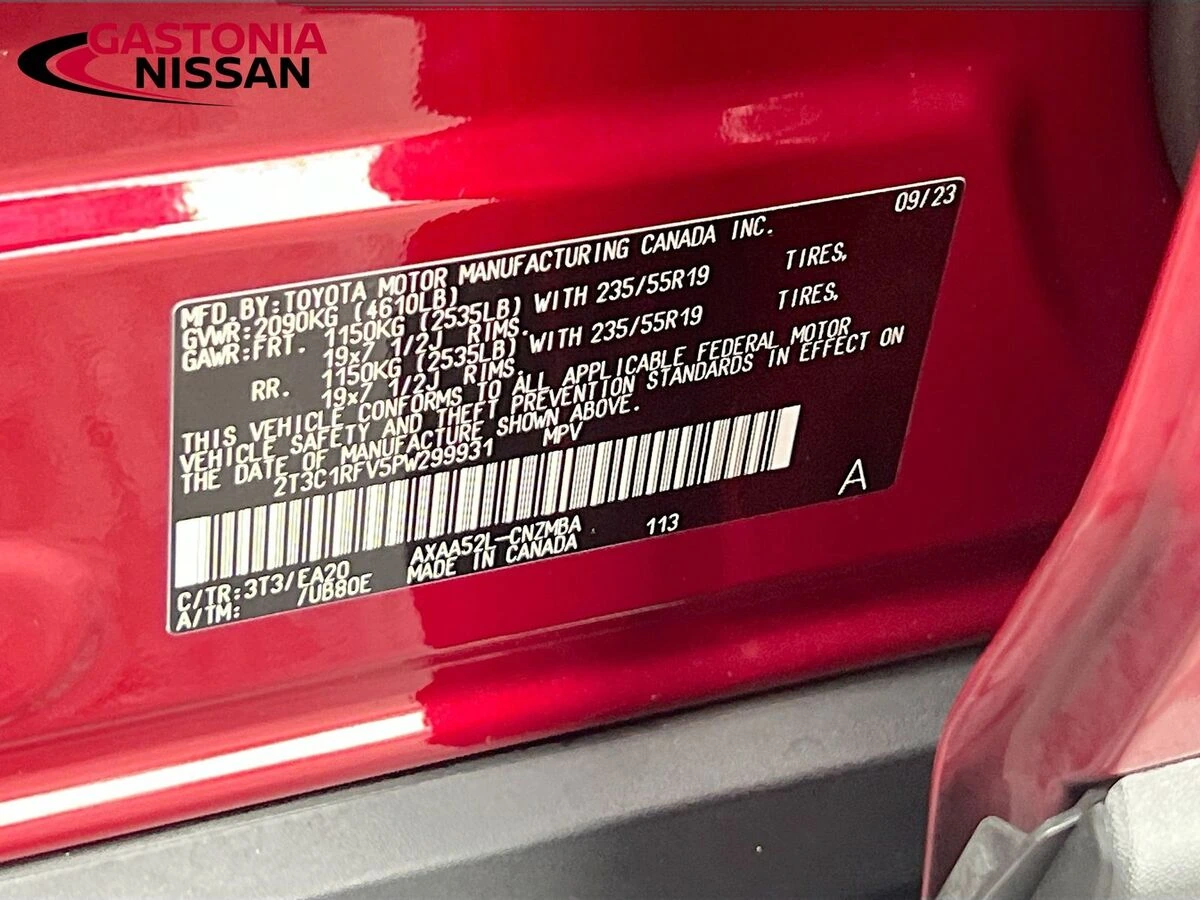 GASTONIA
NISSAN
09/23
MFD.BY:TOYOTA MOTOR MANUFACTURING CANADA INC.
GVWR:2090KG (4610LB)
GAWR:FRT. 1150KG (2535LB) WITH 235/55R19 TIRES,
19x7 1/2J RIMS.
RR. 1150KG (2535LB) WITH 235/55R19 TIRES,
19x7 1/2J RIMS.
THIS VEHICLE CONFORMS TO ALL APPLICABLE FEDERAL MOTOR
VEHICLE SAFETY AND THEFT PREVENTION STANDARDS IN EFFECT ON
THE DATE OF MANUFACTURE SHOWN ABOVE.
2T3C1RFV5PW299931 MPV
A
C/TR:3T3/EA20 AXAA52L-CNZMBA 113
A/TM: /UB80E MADE IN CANADA